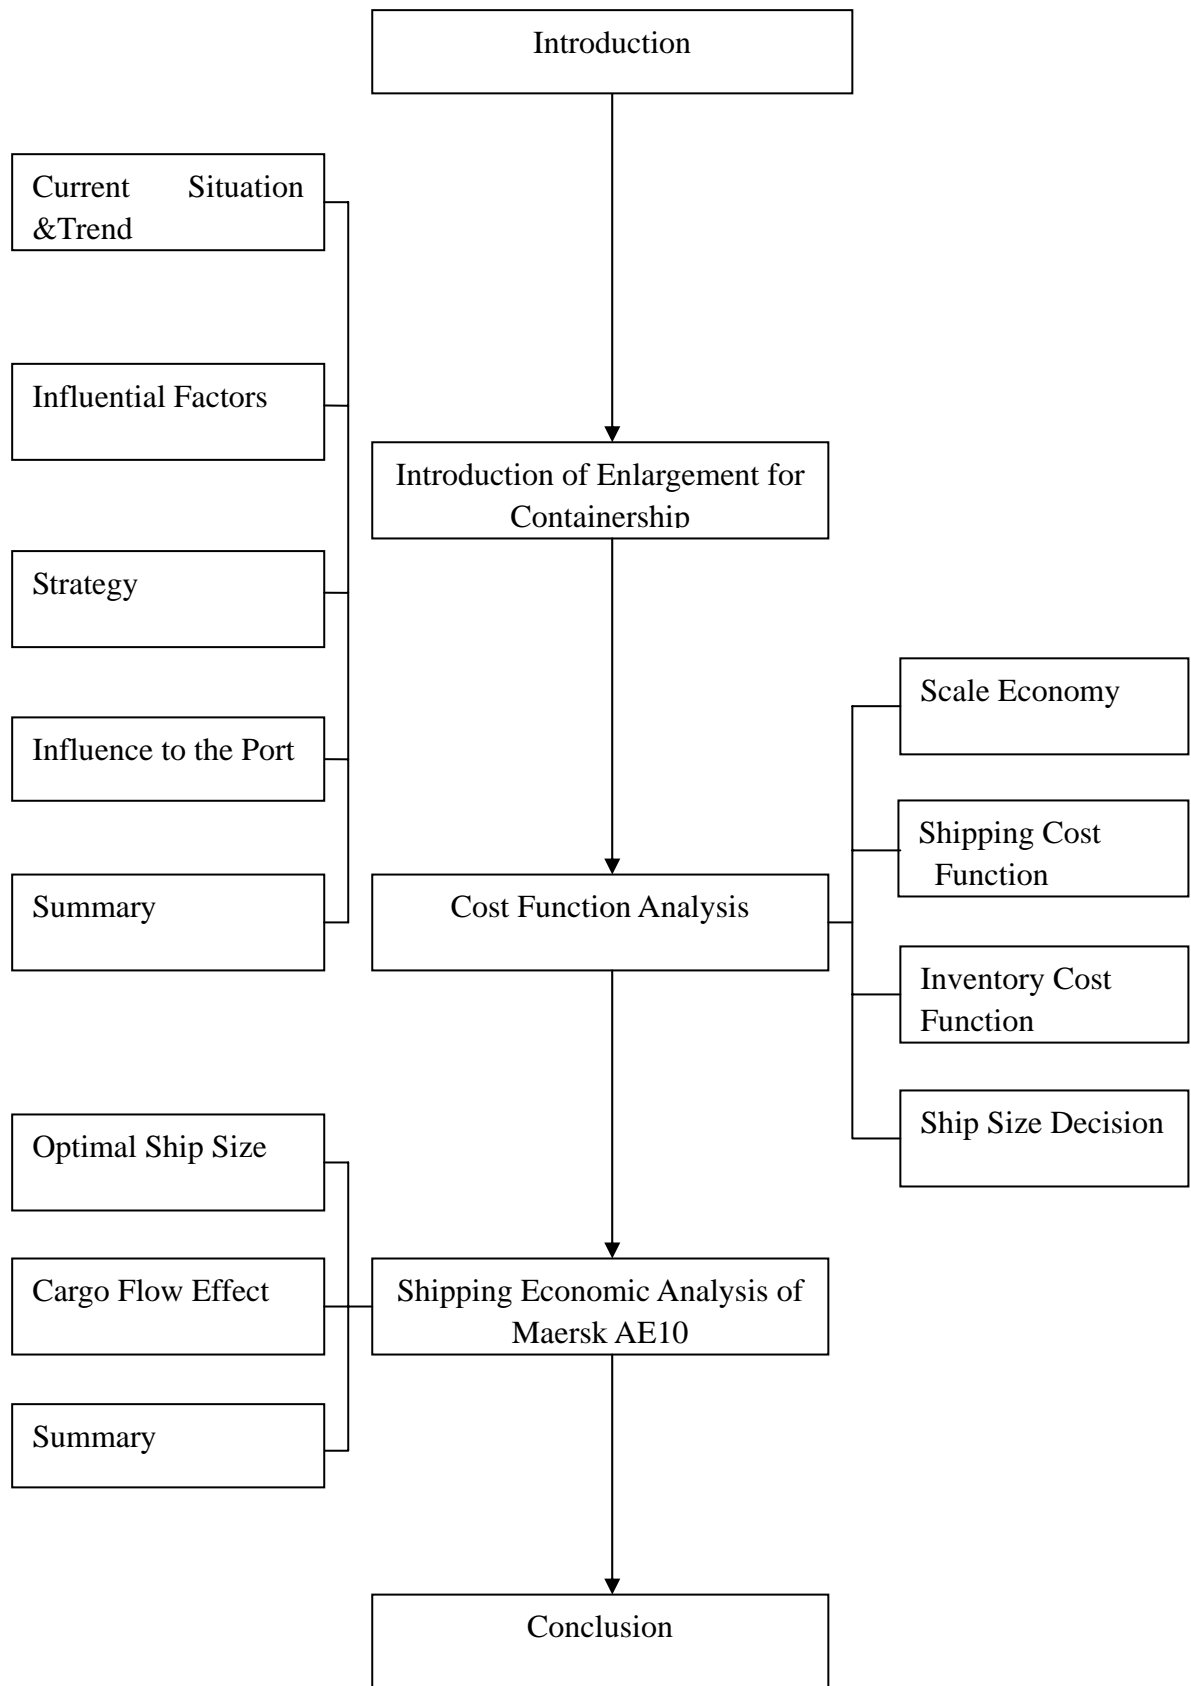 Introduction
Current Situation
&Trend
Influential Factors
Introduction of Enlargement for
Containership
Strategy
Scale Economy
Influence to the Port
Shipping Cost
Function
Summary
Cost Function Analysis
Inventory Cost
Function
Optimal Ship Size
Ship Size Decision
Cargo Flow Effect
Shipping Economic Analysis of
Maersk AE10
Summary
Conclusion